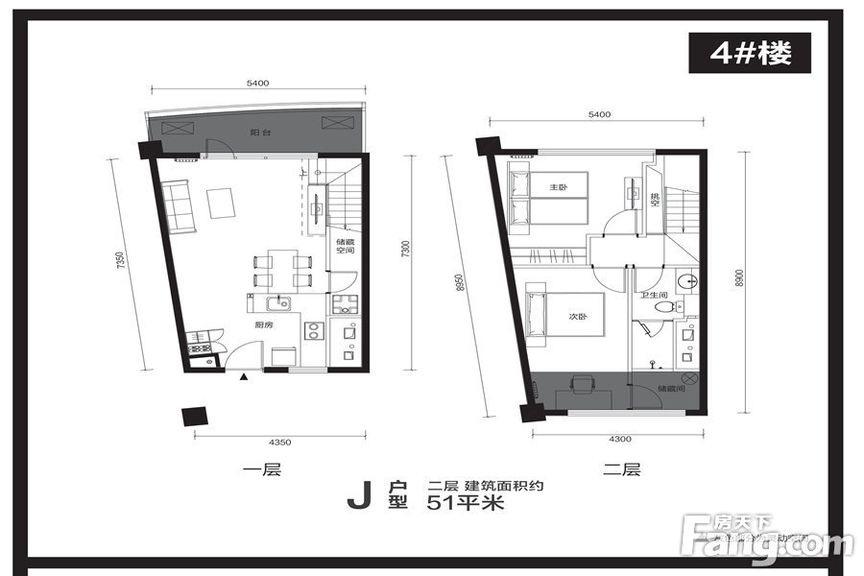 4#楼
5400
阳台
7350
7300
储藏
空间
厨房
4350
一层
5400
主卧
挑空
8950
8900
卫生间
次卧
储藏间
4300
二层
J 户型
二层 建筑面积约
51平米
房天下
Fang.com